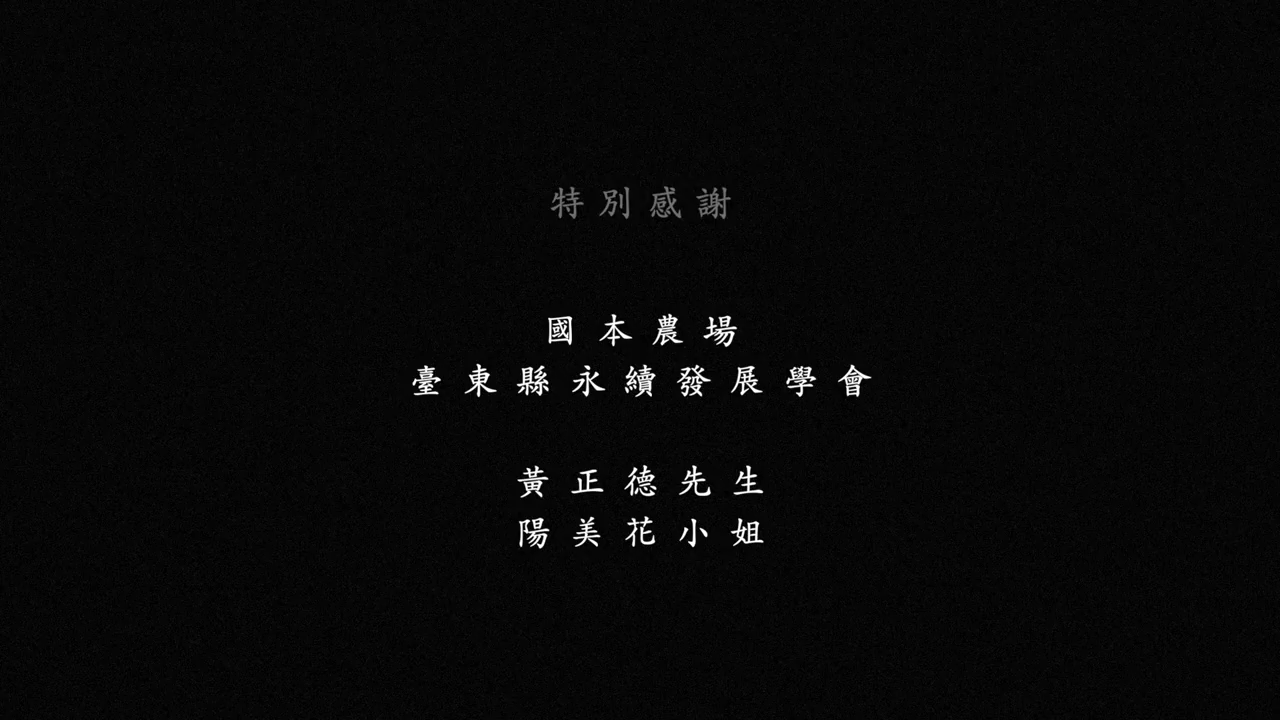 特別感謝
國本農場
臺東縣永續發展學會
黃正德先生
陽美花小姐